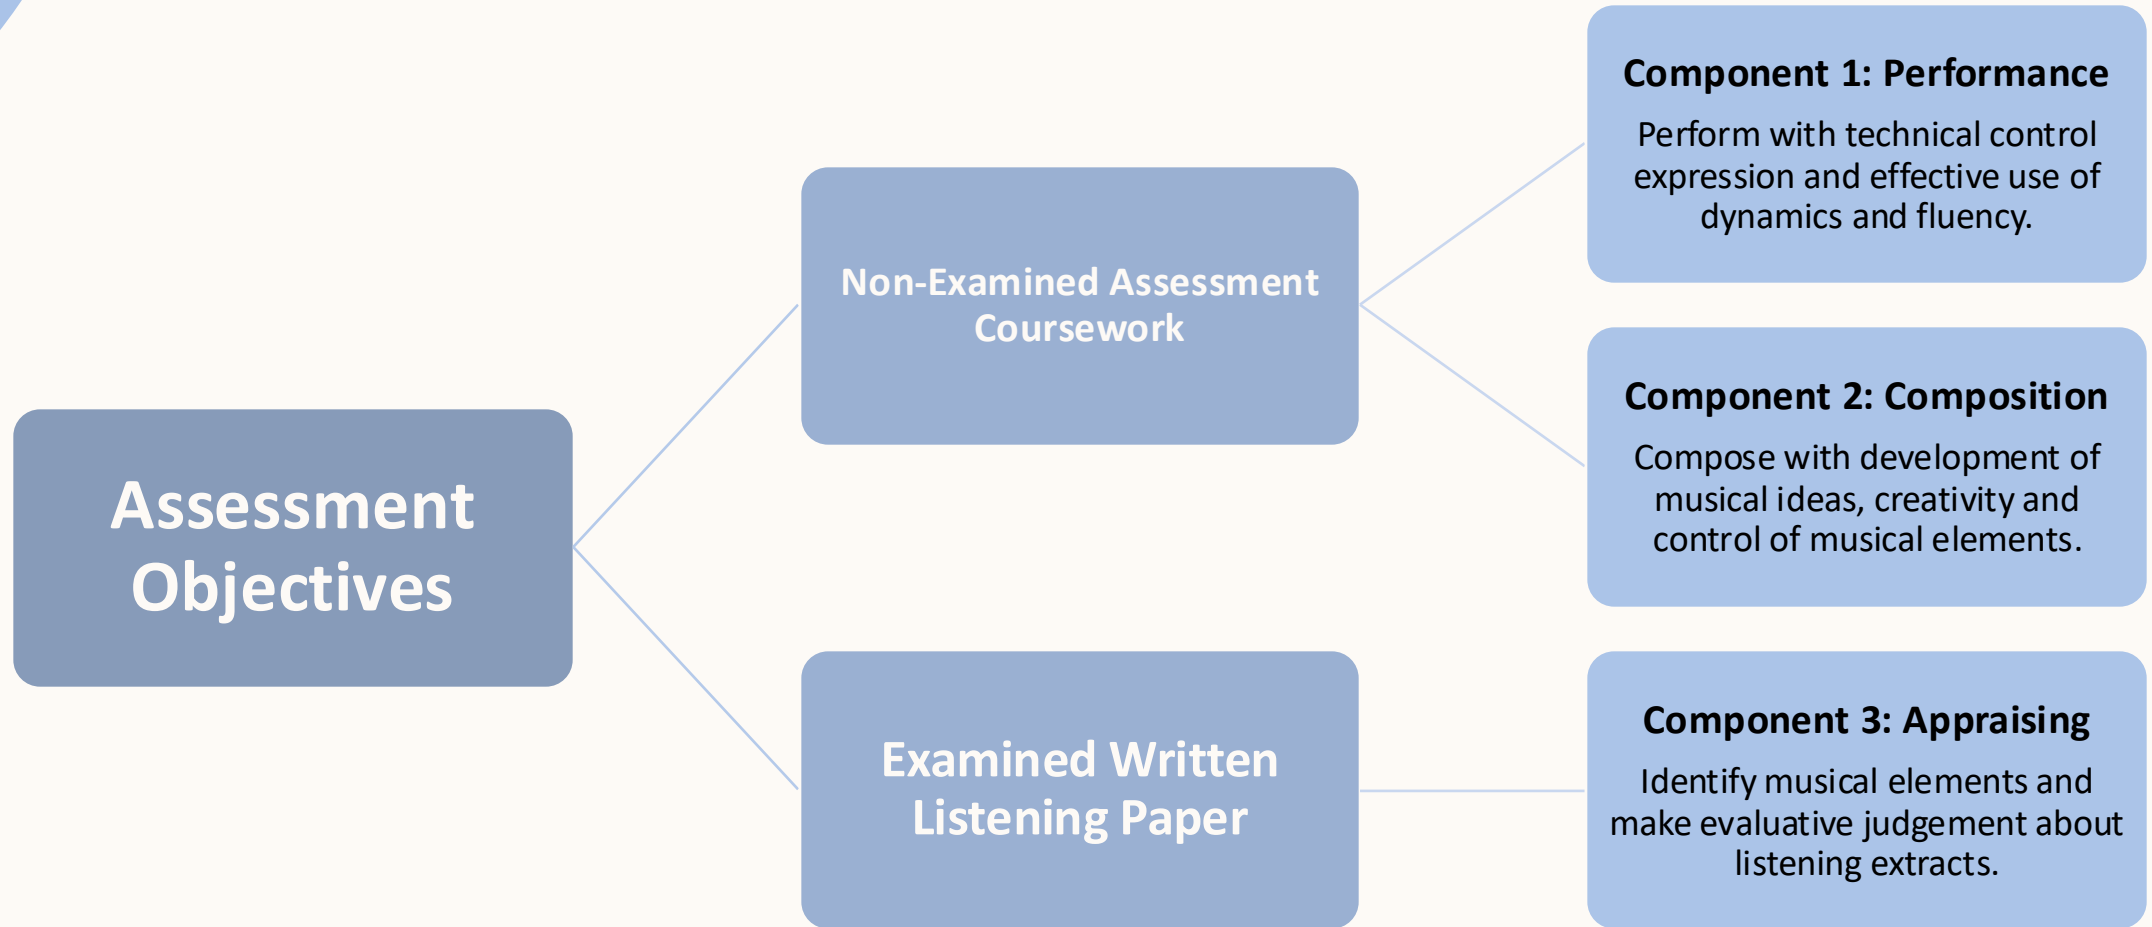 Assessment
Objectives
Non-Examined Assessment
Coursework
Examined Written
Listening Paper
Component 1: Performance
Perform with technical control
expression and effective use of
dynamics and fluency.
Component 2: Composition
Compose with development of
musical ideas, creativity and
control of musical elements.
Component 3: Appraising
Identify musical elements and
make evaluative judgement about
listening extracts.